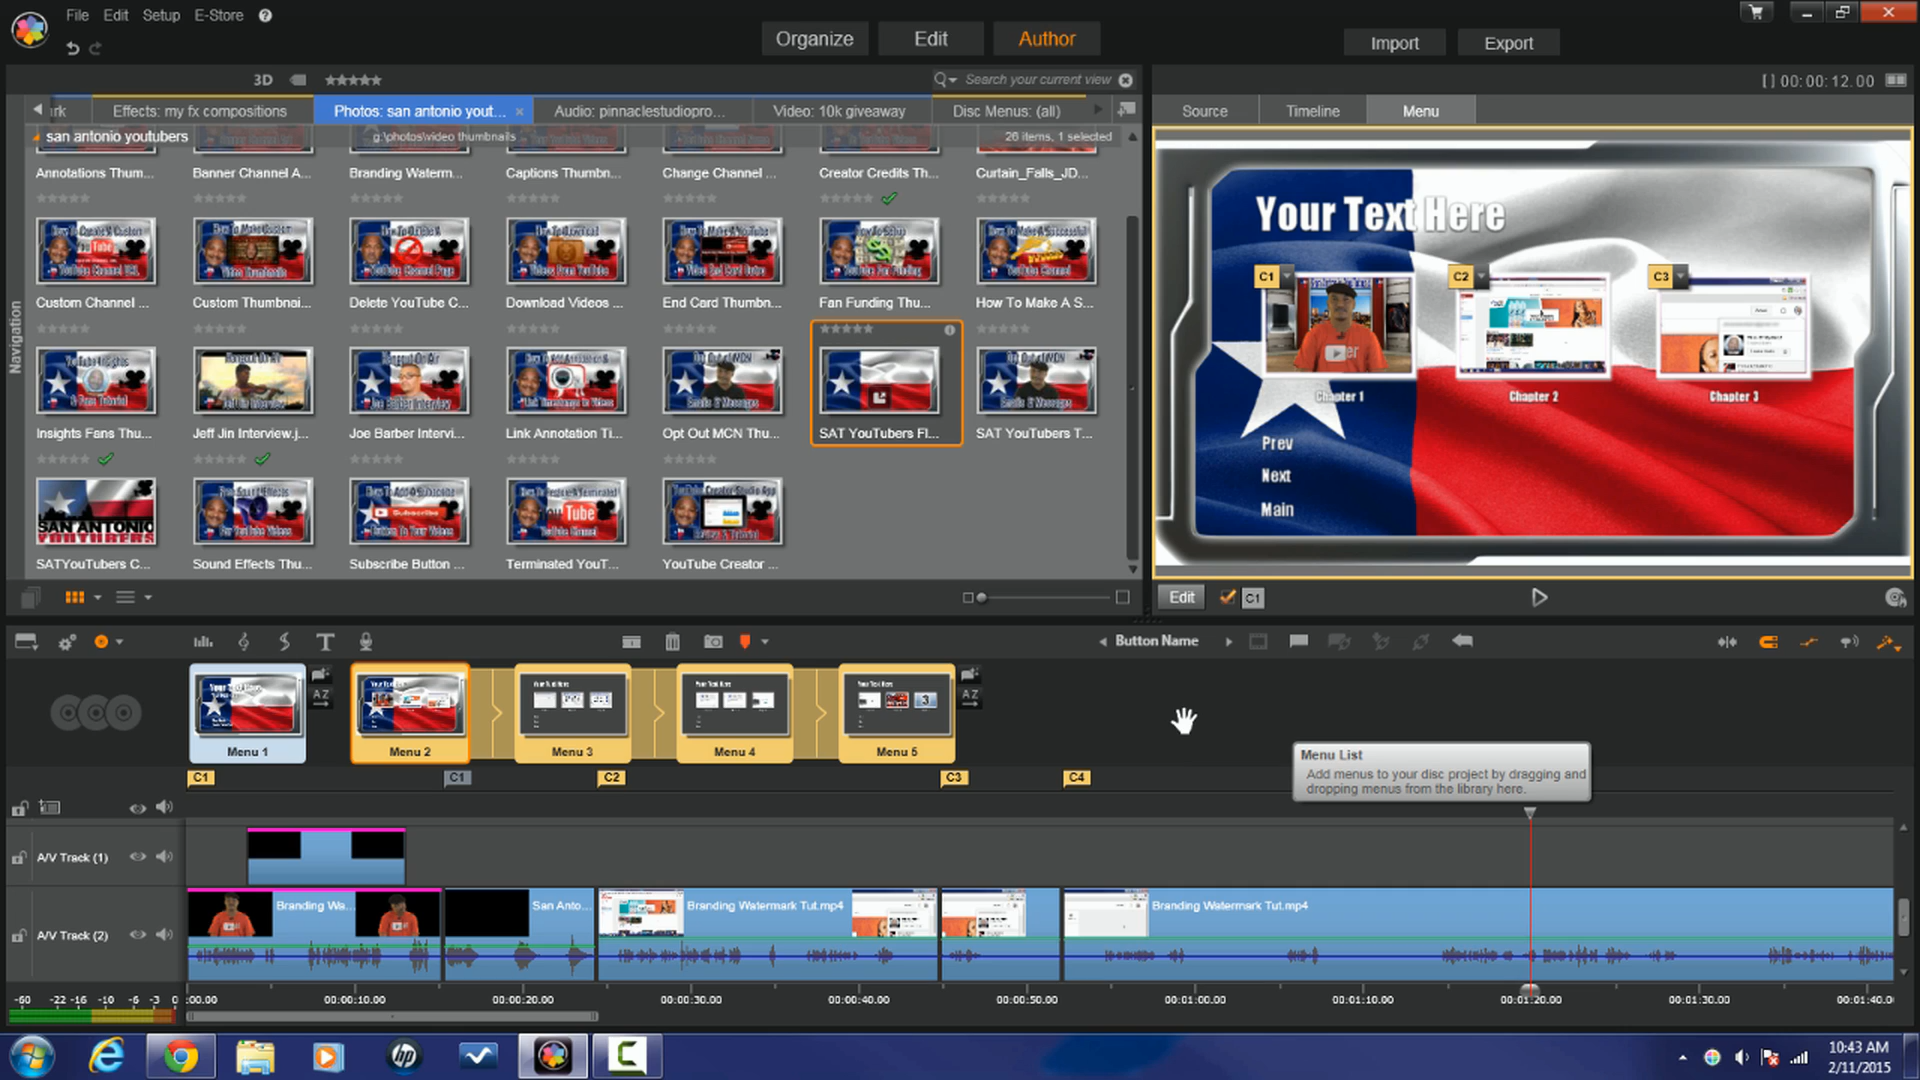 File Edit Setup E-Store ?
Organize Edit Author
Import Export
3D
Search your current view
[ ] 00:00:12.00
rk
Effects: my fx compositions
Photos: san antonio yout...
Audio: pinnaclestudiopro...
Video: 10k giveaway
Disc Menus: (all)
Source Timeline Menu
san antonio youtubers
g:\photos\video thumbnails
26 items, 1 selected
Annotations Thum...
Banner Channel A...
Branding Waterm...
Captions Thumbn...
Change Channel ...
Creator Credits Th...
Curtain_Falls_JD...
Custom Channel ...
Custom Thumbnai...
Delete YouTube C...
Download Videos ...
End Card Thumbn...
Fan Funding Thu...
How To Make A S...
Insights Fans Thu...
Jeff Jin Interview.j...
Joe Barber Intervi...
Link Annotation Ti...
Opt Out MCN Thu...
SAT YouTubers Fl...
SAT YouTubers T...
SAN ANTONIO
YOUTUBERS
SATYouTubers C...
Sound Effects Thu...
Subscribe Button ...
Terminated YouT...
YouTube Creator ...
Navigation
Your Text Here
C1 C2 C3
Chapter 1 Chapter 2 Chapter 3
Prev
Next
Main
Edit C1
Button Name
Menu 1 Menu 2 Menu 3 Menu 4 Menu 5
AZ AZ
C1 C1 C2 C3 C4
Menu List
Add menus to your disc project by dragging and
dropping menus from the library here.
A/V Track (1)
A/V Track (2)
Branding Wa...
San Anto...
Branding Watermark Tut.mp4
Branding Watermark Tut.mp4
-60 -22 -16 -10 -6 -3 0
:00.00 00:00:10.00 00:00:20.00 00:00:30.00 00:00:40.00 00:00:50.00 00:01:00.00 00:01:10.00 00:01:20.00 00:01:30.00 00:01:40.0
10:43 AM
2/11/2015